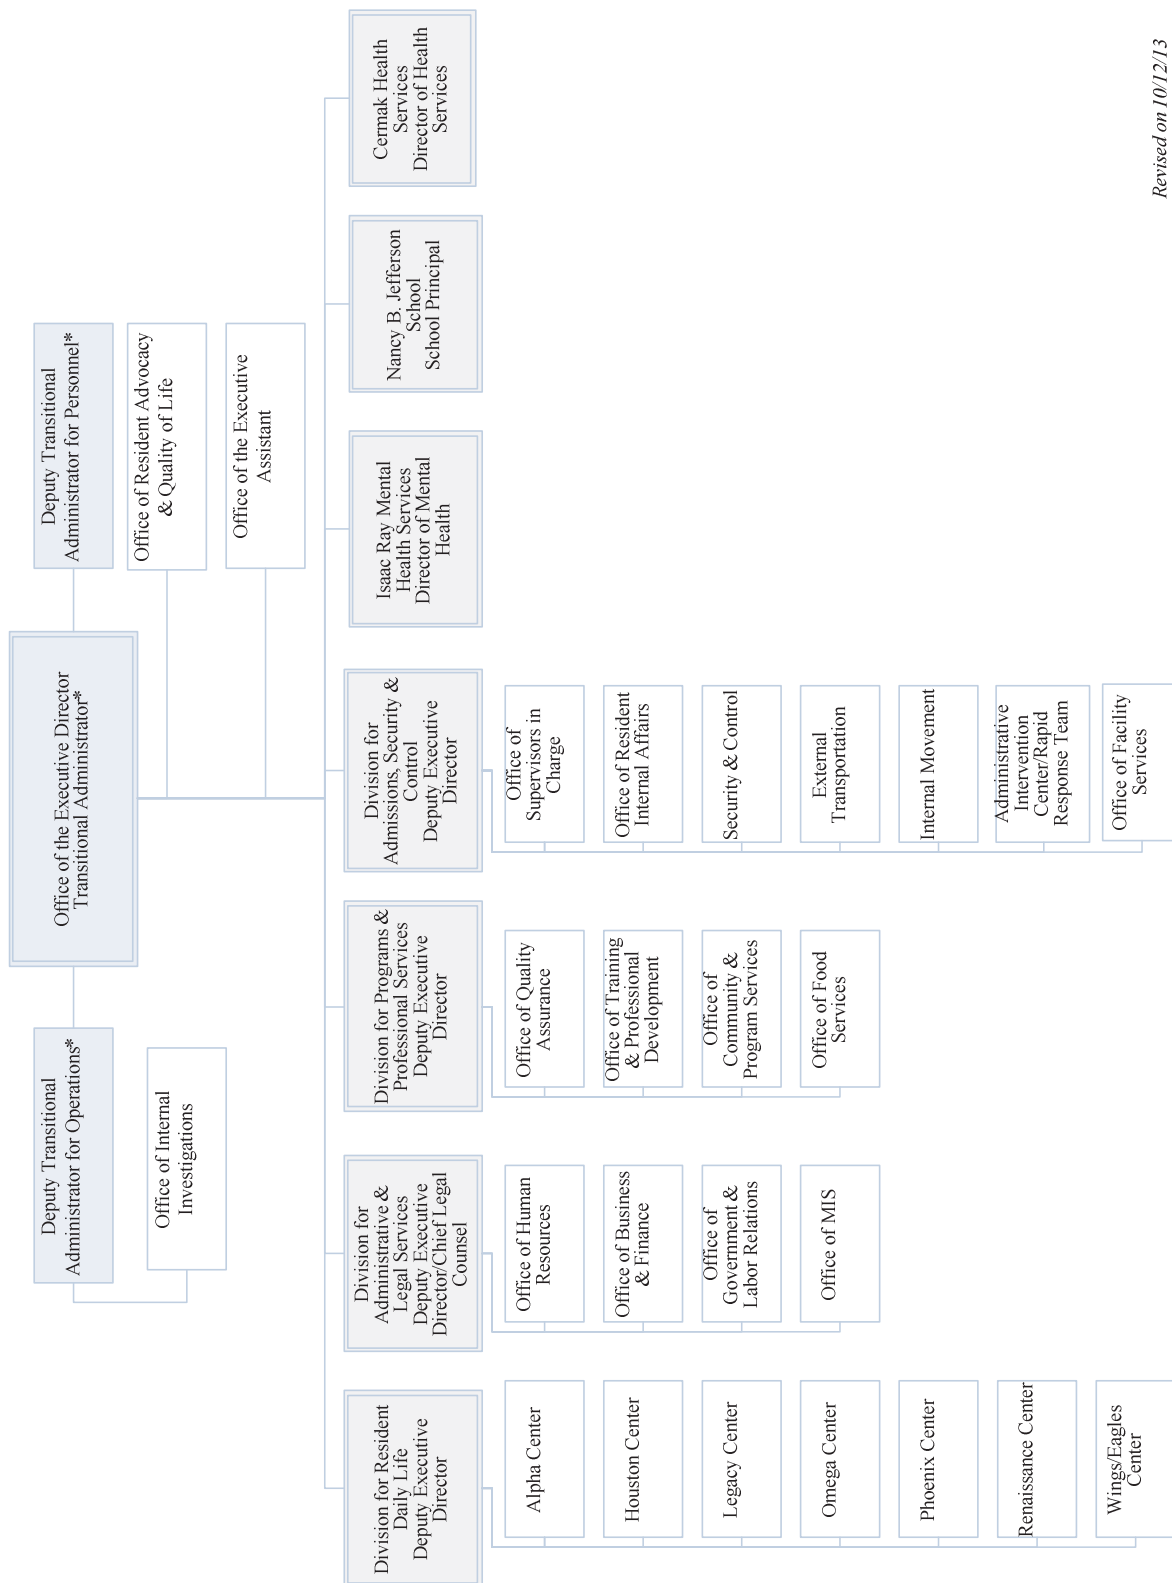 Office of the Executive Director
Transitional Administrator*
Deputy Transitional
Administrator for Operations*
Office of Internal
Investigations
Deputy Transitional
Administrator for Personnel*
Office of Resident Advocacy
& Quality of Life
Office of the Executive
Assistant
Division for Resident
Daily Life
Deputy Executive
Director
Alpha Center
Houston Center
Legacy Center
Omega Center
Phoenix Center
Renaissance Center
Wings/Eagles
Center
Division for
Administrative &
Legal Services
Deputy Executive
Director/Chief Legal
Counsel
Office of Human
Resources
Office of Business
& Finance
Office of
Government &
Labor Relations
Office of MIS
Division for Programs &
Professional Services
Deputy Executive
Director
Office of Quality
Assurance
Office of Training
& Professional
Development
Office of
Community &
Program Services
Office of Food
Services
Division for
Admissions, Security &
Control
Deputy Executive
Director
Office of
Supervisors in
Charge
Office of Resident
Internal Affairs
Security & Control
External
Transportation
Internal Movement
Administrative
Intervention
Center/Rapid
Response Team
Office of Facility
Services
Isaac Ray Mental
Health Services
Director of Mental
Health
Nancy B. Jefferson
School
School Principal
Cermak Health
Services
Director of Health
Services
Revised on 10/12/13